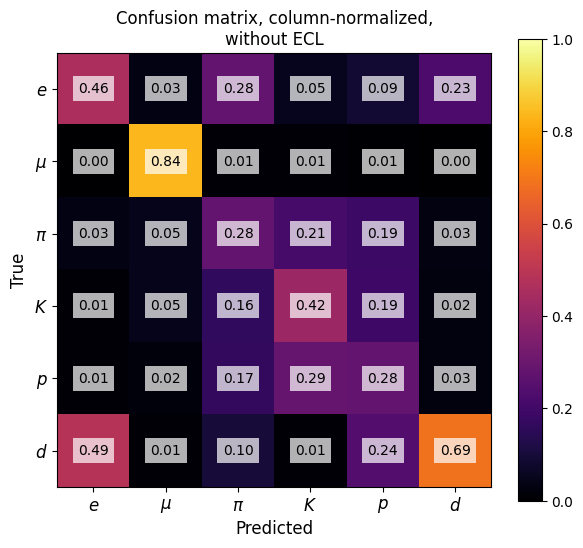 Confusion matrix, column-normalized,
without ECL
e 0.46 0.03 0.28 0.05 0.09 0.23
μ 0.00 0.84 0.01 0.01 0.01 0.00
π 0.03 0.05 0.28 0.21 0.19 0.03
K 0.01 0.05 0.16 0.42 0.19 0.02
p 0.01 0.02 0.17 0.29 0.28 0.03
d 0.49 0.01 0.10 0.01 0.24 0.69
e μ π K p d
True
Predicted
1.0
0.8
0.6
0.4
0.2
0.0